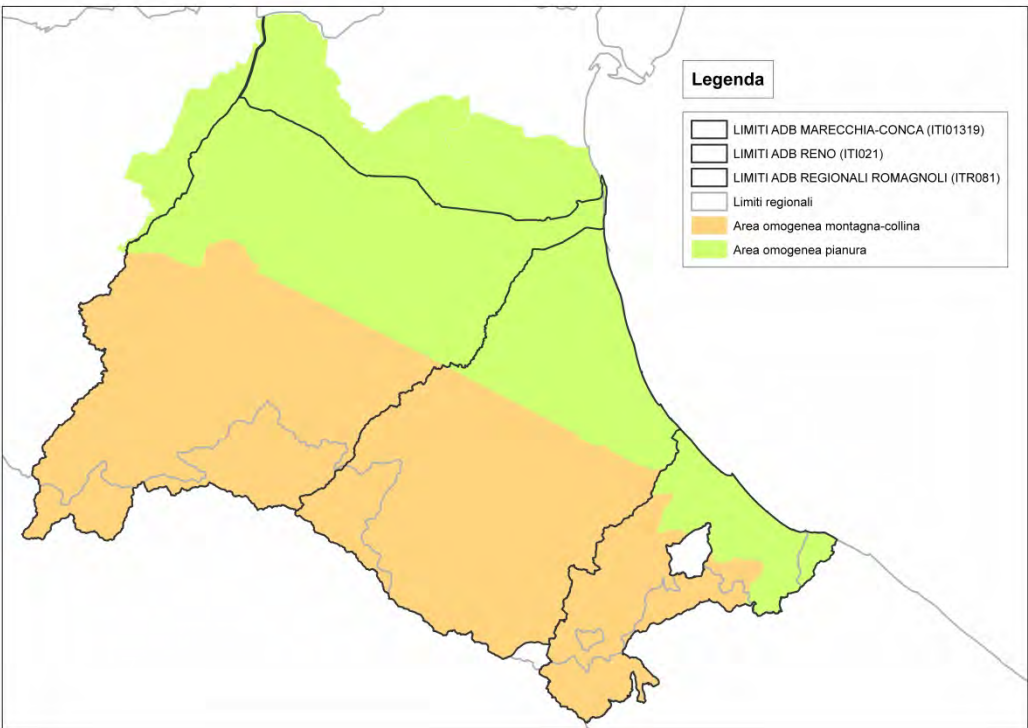 Legenda
LIMITI ADB MARECCHIA-CONCA (ITI01319)
LIMITI ADB RENO (ITI021)
LIMITI ADB REGIONALI ROMAGNOLI (ITR081)
Limiti regionali
Area omogenea montagna-collina
Area omogenea pianura